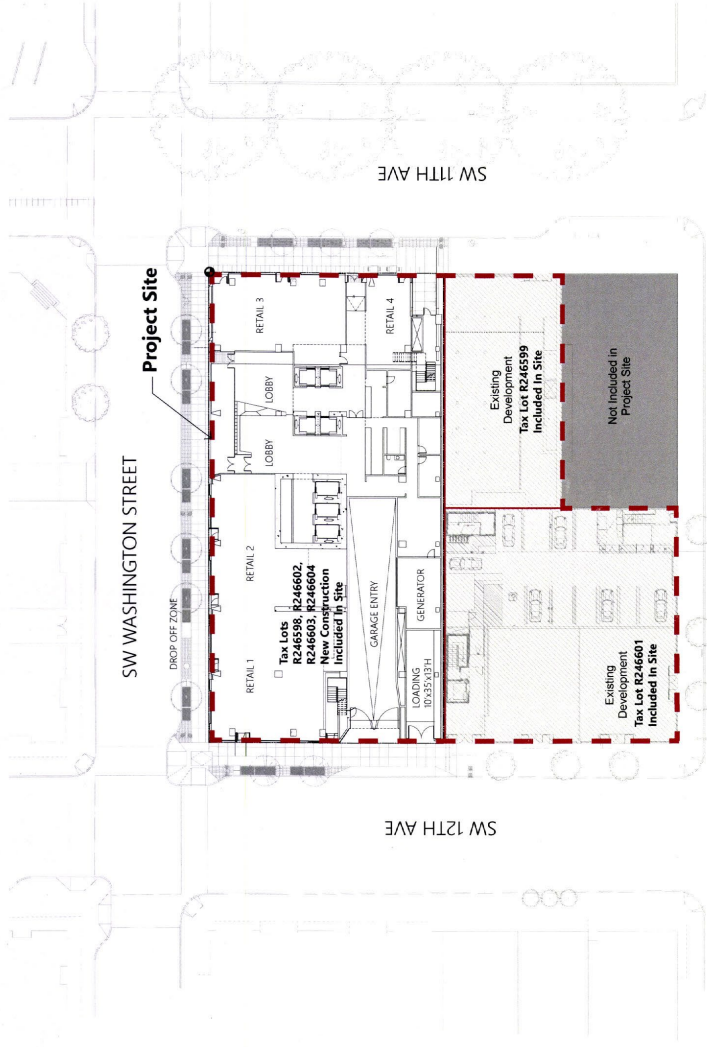 SW WASHINGTON STREET
Project Site
DROP OFF ZONE
SW 12TH AVE
SW 11TH AVE
RETAIL 1
RETAIL 2
LOBBY
LOBBY
RETAIL 3
RETAIL 4
Tax Lots
R246598, R246602,
R246603, R246604
New Construction
Included In Site
GARAGE ENTRY
LOADING
10'x35'x13'H
GENERATOR
Existing
Development
Tax Lot R246599
Included In Site
Not Included in
Project Site
Existing
Development
Tax Lot R246601
Included In Site